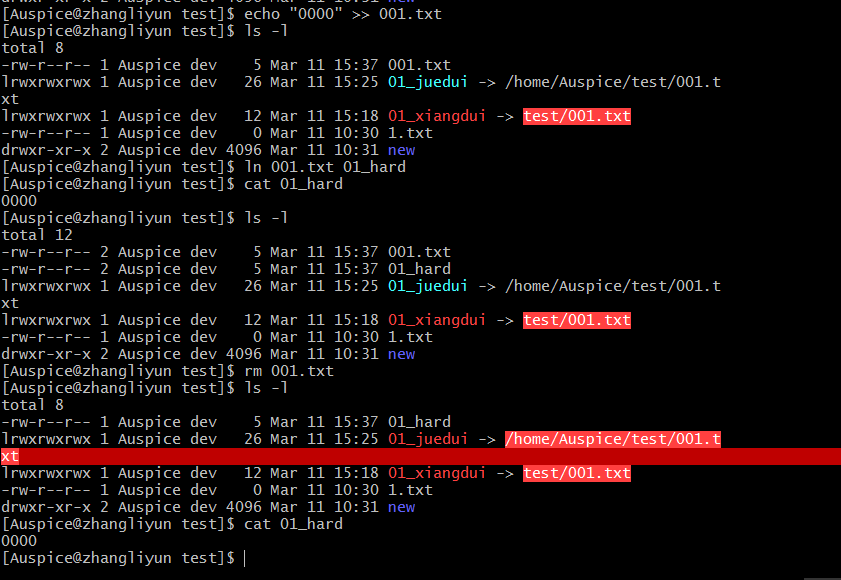 [Auspice@zhangliyun test]$ echo "0000" >> 001.txt
[Auspice@zhangliyun test]$ ls -l
total 8
-rw-r--r-- 1 Auspice dev    5 Mar 11 15:37 001.txt
lrwxrwxrwx 1 Auspice dev   26 Mar 11 15:25 01_juedui -> /home/Auspice/test/001.t
xt
lrwxrwxrwx 1 Auspice dev   12 Mar 11 15:18 01_xiangdui -> test/001.txt
-rw-r--r-- 1 Auspice dev    0 Mar 11 10:30 1.txt
drwxr-xr-x 2 Auspice dev 4096 Mar 11 10:31 new
[Auspice@zhangliyun test]$ ln 001.txt 01_hard
[Auspice@zhangliyun test]$ cat 01_hard
0000
[Auspice@zhangliyun test]$ ls -l
total 12
-rw-r--r-- 2 Auspice dev    5 Mar 11 15:37 001.txt
-rw-r--r-- 2 Auspice dev    5 Mar 11 15:37 01_hard
lrwxrwxrwx 1 Auspice dev   26 Mar 11 15:25 01_juedui -> /home/Auspice/test/001.t
xt
lrwxrwxrwx 1 Auspice dev   12 Mar 11 15:18 01_xiangdui -> test/001.txt
-rw-r--r-- 1 Auspice dev    0 Mar 11 10:30 1.txt
drwxr-xr-x 2 Auspice dev 4096 Mar 11 10:31 new
[Auspice@zhangliyun test]$ rm 001.txt
[Auspice@zhangliyun test]$ ls -l
total 8
-rw-r--r-- 1 Auspice dev    5 Mar 11 15:37 01_hard
lrwxrwxrwx 1 Auspice dev   26 Mar 11 15:25 01_juedui -> /home/Auspice/test/001.t
xt
lrwxrwxrwx 1 Auspice dev   12 Mar 11 15:18 01_xiangdui -> test/001.txt
-rw-r--r-- 1 Auspice dev    0 Mar 11 10:30 1.txt
drwxr-xr-x 2 Auspice dev 4096 Mar 11 10:31 new
[Auspice@zhangliyun test]$ cat 01_hard
0000
[Auspice@zhangliyun test]$